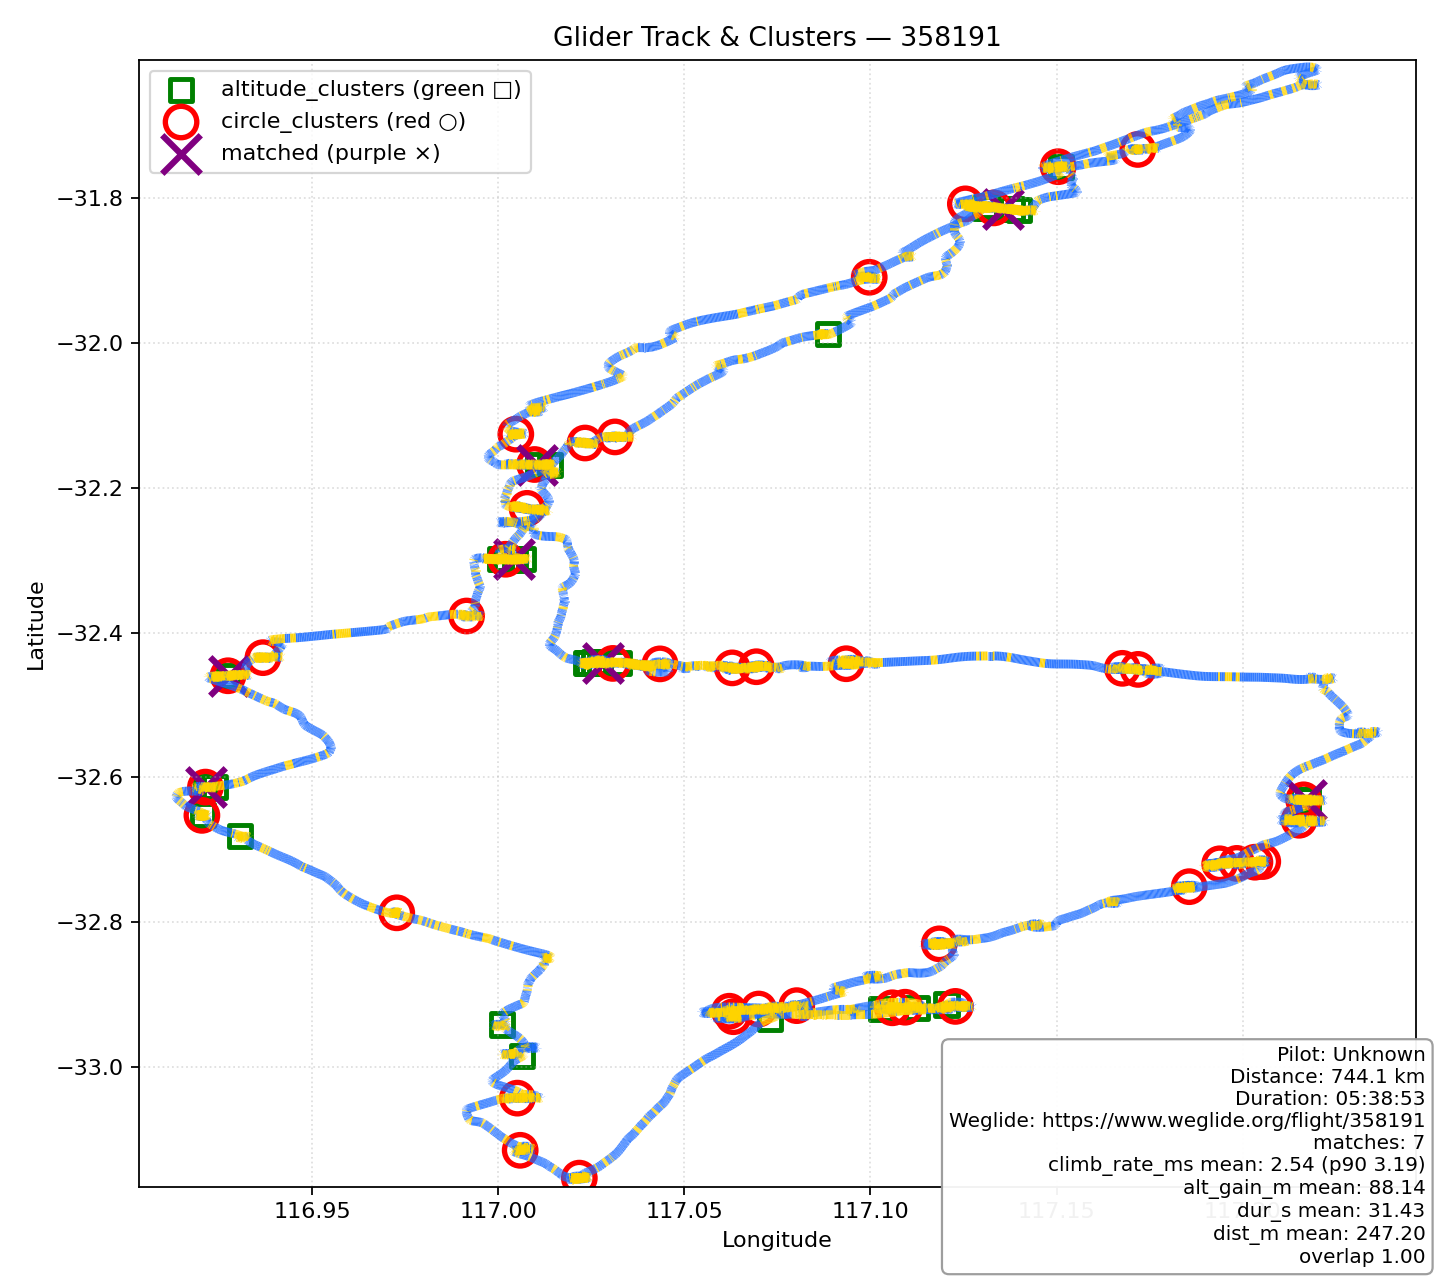 Glider Track & Clusters — 358191
altitude_clusters (green □)
circle_clusters (red ○)
matched (purple ×)
−31.8
−32.0
−32.2
−32.4
−32.6
−32.8
−33.0
Latitude
116.95
117.00
117.05
117.10
117.15
Longitude
Pilot: Unknown
Distance: 744.1 km
Duration: 05:38:53
Weglide: https://www.weglide.org/flight/358191
matches: 7
climb_rate_ms mean: 2.54 (p90 3.19)
alt_gain_m mean: 88.14
dur_s mean: 31.43
dist_m mean: 247.20
overlap 1.00